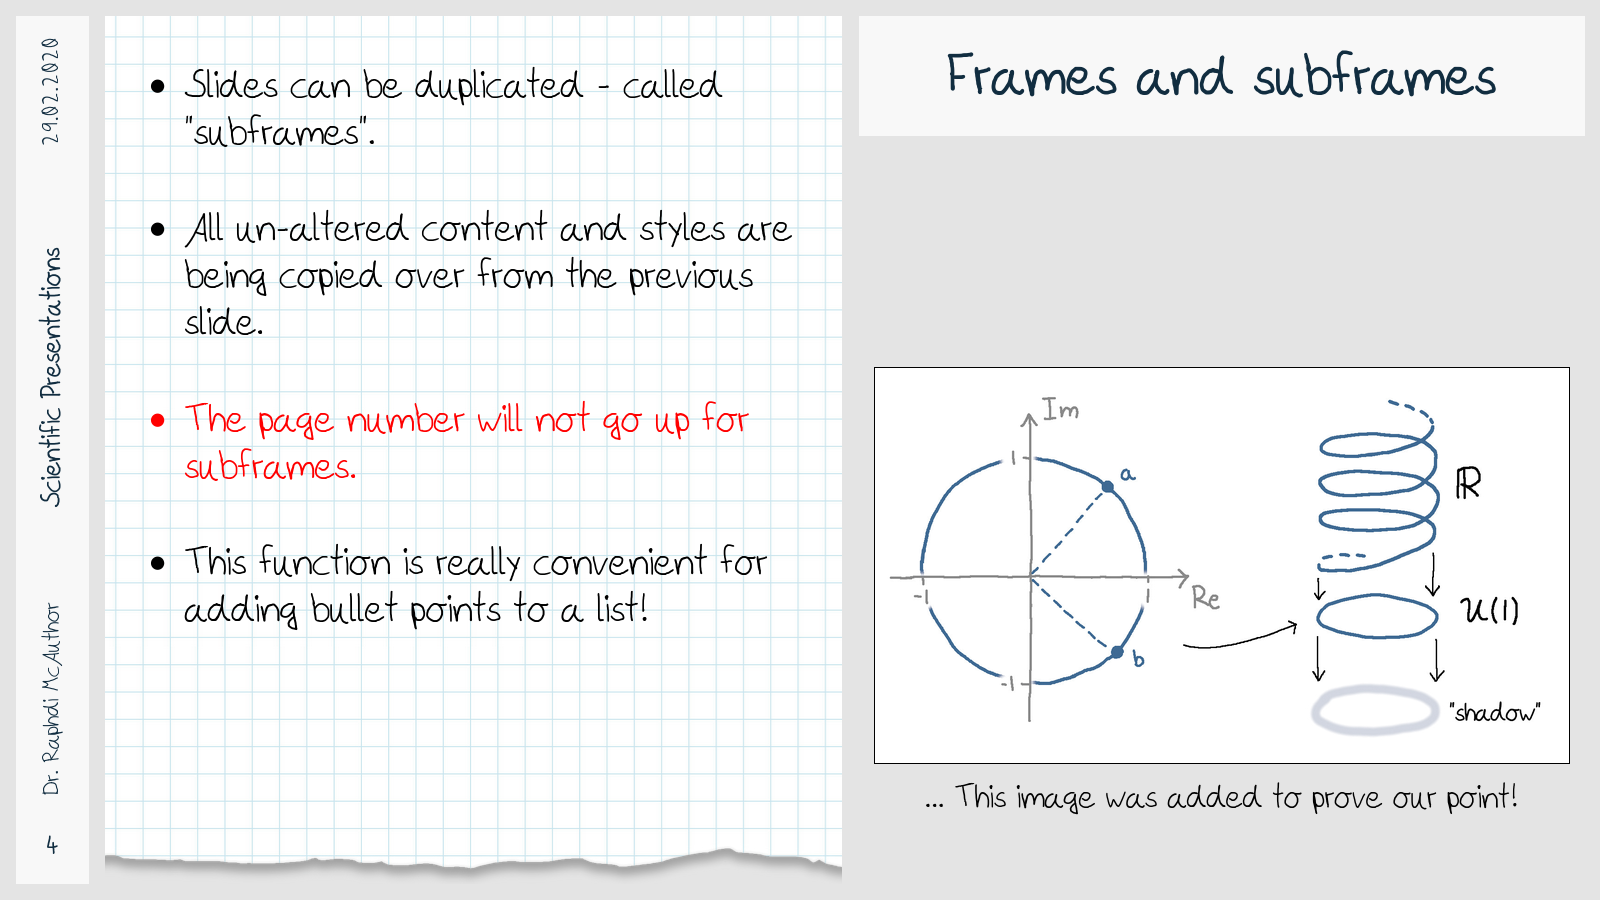 29.02.2020
Scientific Presentations
Dr. Raphdi McAuthor
4
• Slides can be duplicated - called
"subframes".
• All un-altered content and styles are
being copied over from the previous
slide.
• The page number will not go up for
subframes.
• This function is really convenient for
adding bullet points to a list!
Frames and subframes
Im
1
a
-1
Re
-1
b
ℝ
U(1)
"shadow"
... This image was added to prove our point!